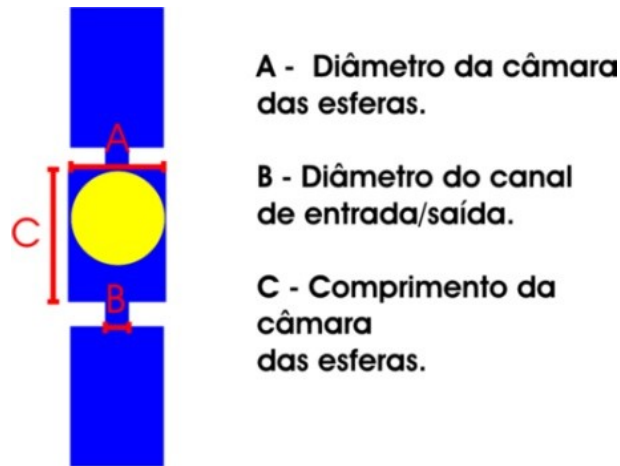 A
C
B
A - Diâmetro da câmara
das esferas.
B - Diâmetro do canal
de entrada/saída.
C - Comprimento da
câmara
das esferas.